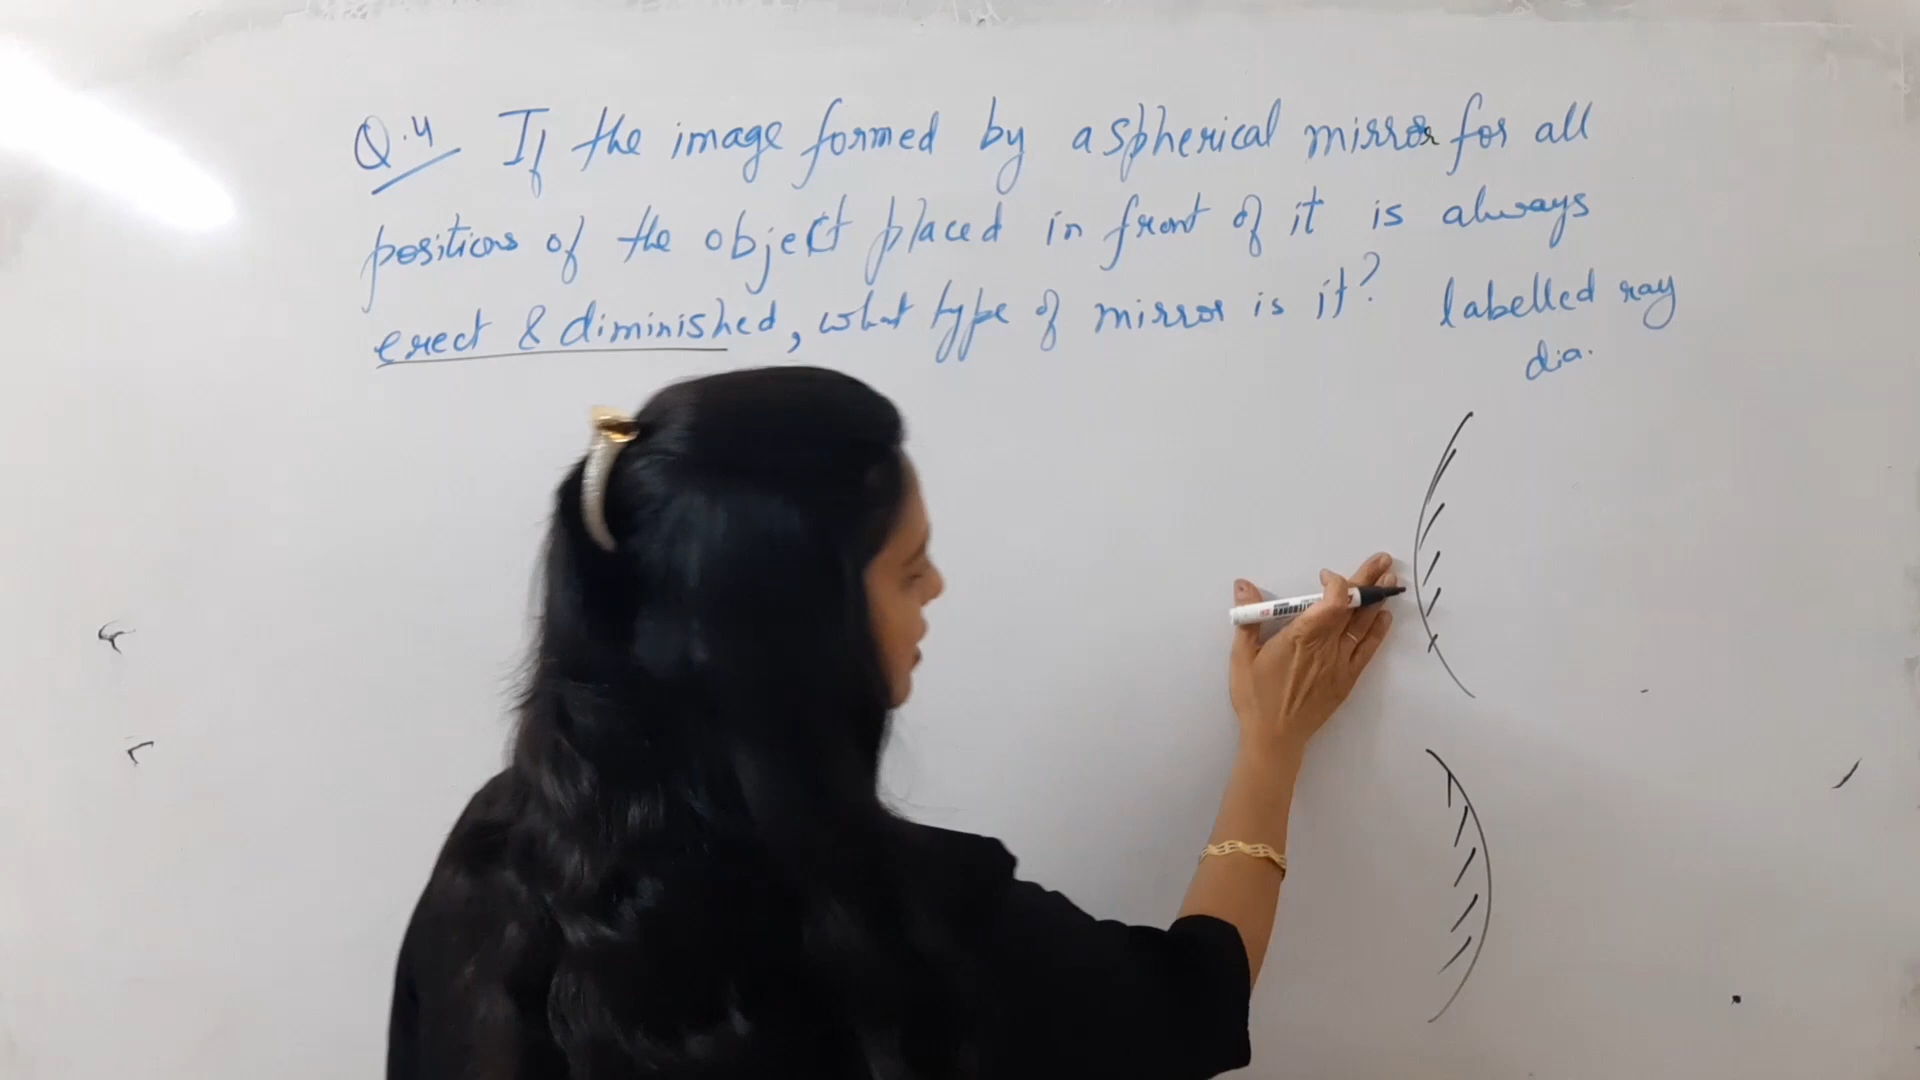 Q.4 If the image formed by a spherical mirror for all
positions of the object placed in front of it is always
erect & diminished, what type of mirror is it? labelled ray
dia.